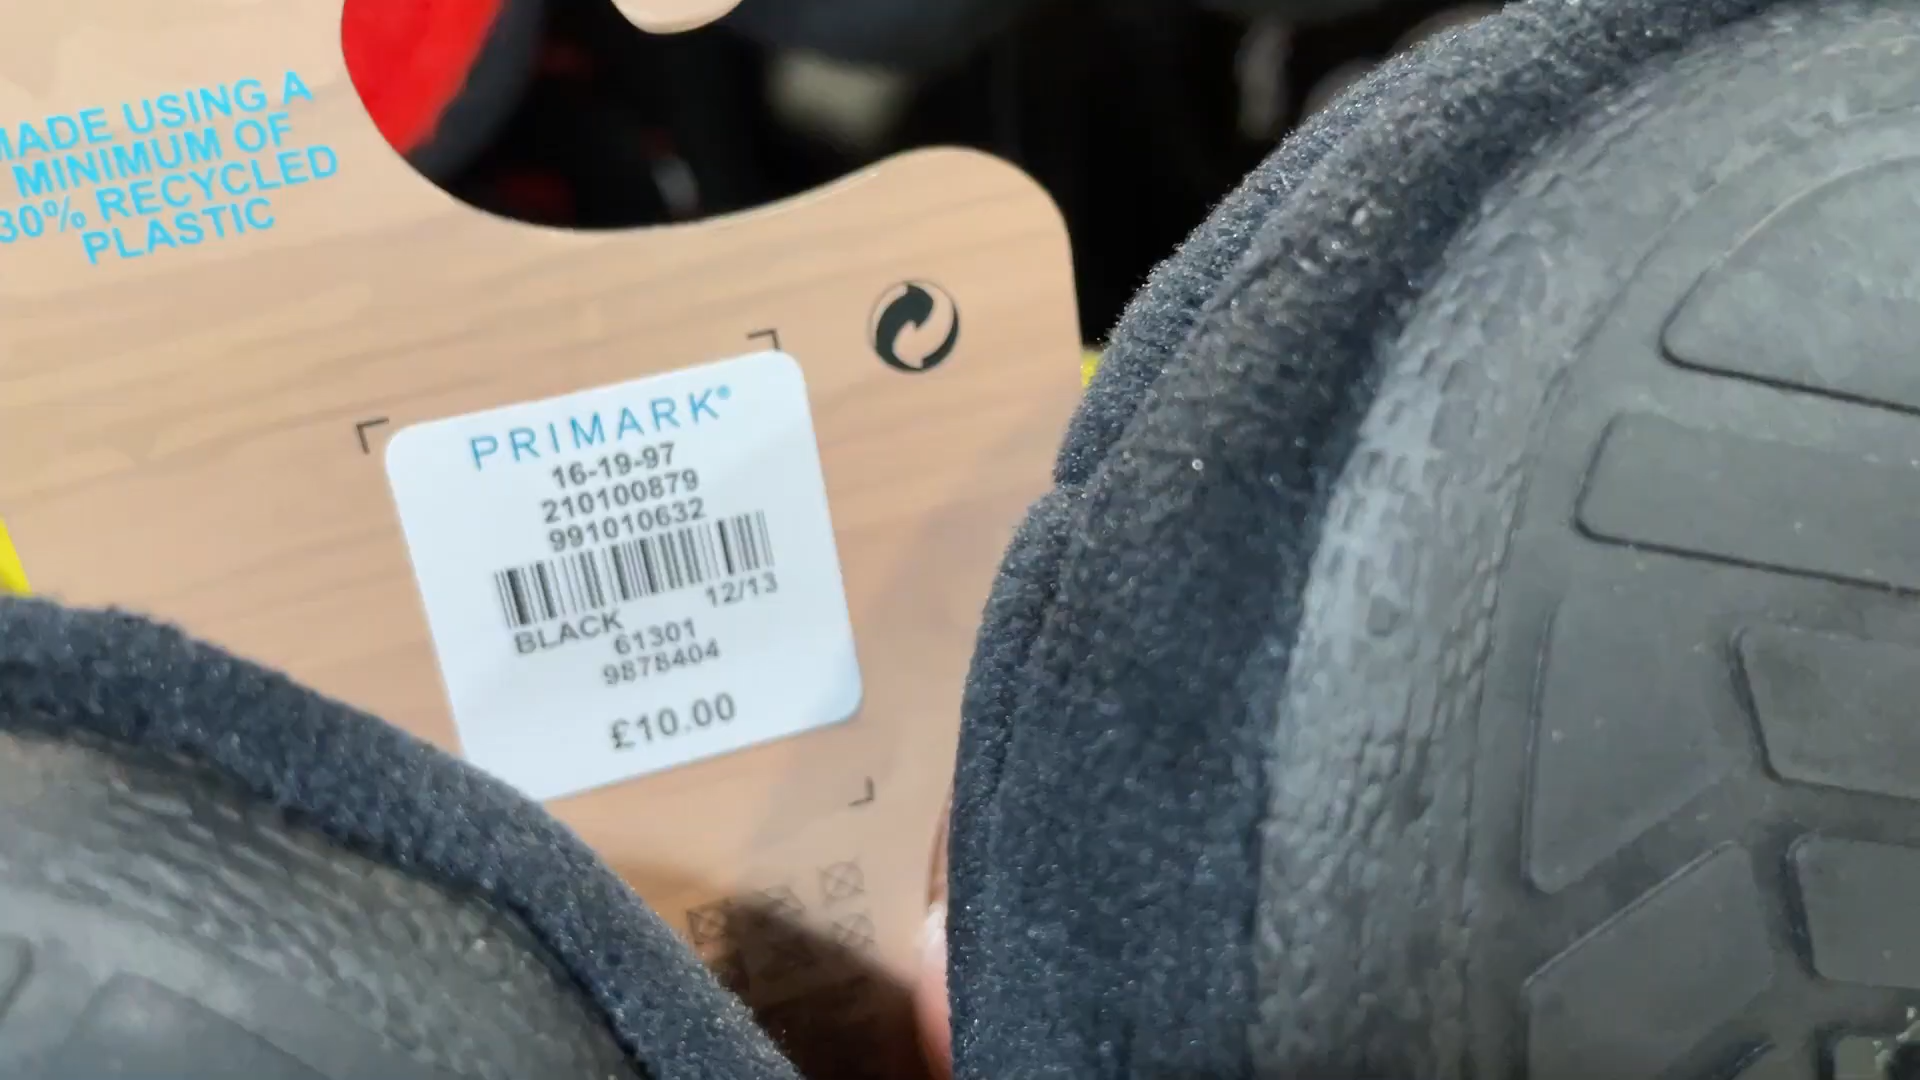 MADE USING A
MINIMUM OF
30% RECYCLED
PLASTIC
PRIMARK®
16-19-97
210100879
991010632
12/13
BLACK
61301
9878404
£10.00